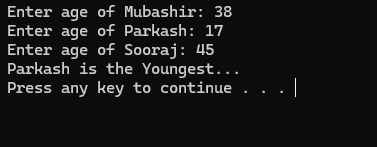 Enter age of Mubashir: 38
Enter age of Parkash: 17
Enter age of Sooraj: 45
Parkash is the Youngest...
Press any key to continue . . .